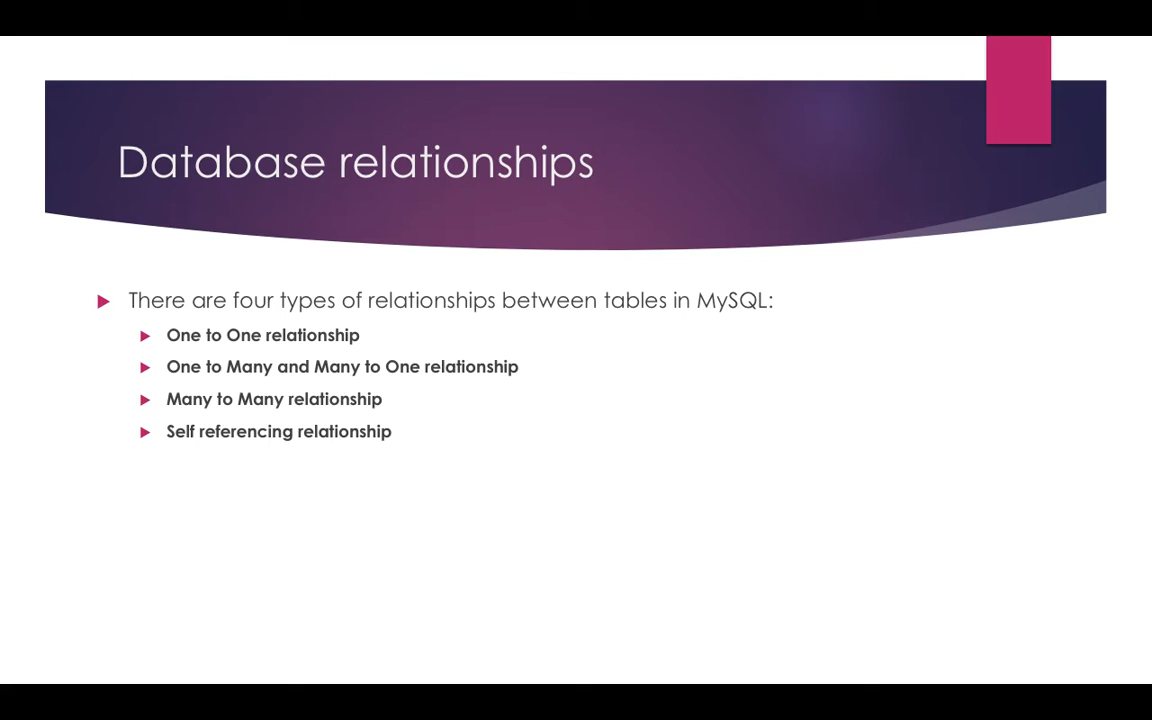 Database relationships
There are four types of relationships between tables in MySQL:
One to One relationship
One to Many and Many to One relationship
Many to Many relationship
Self referencing relationship